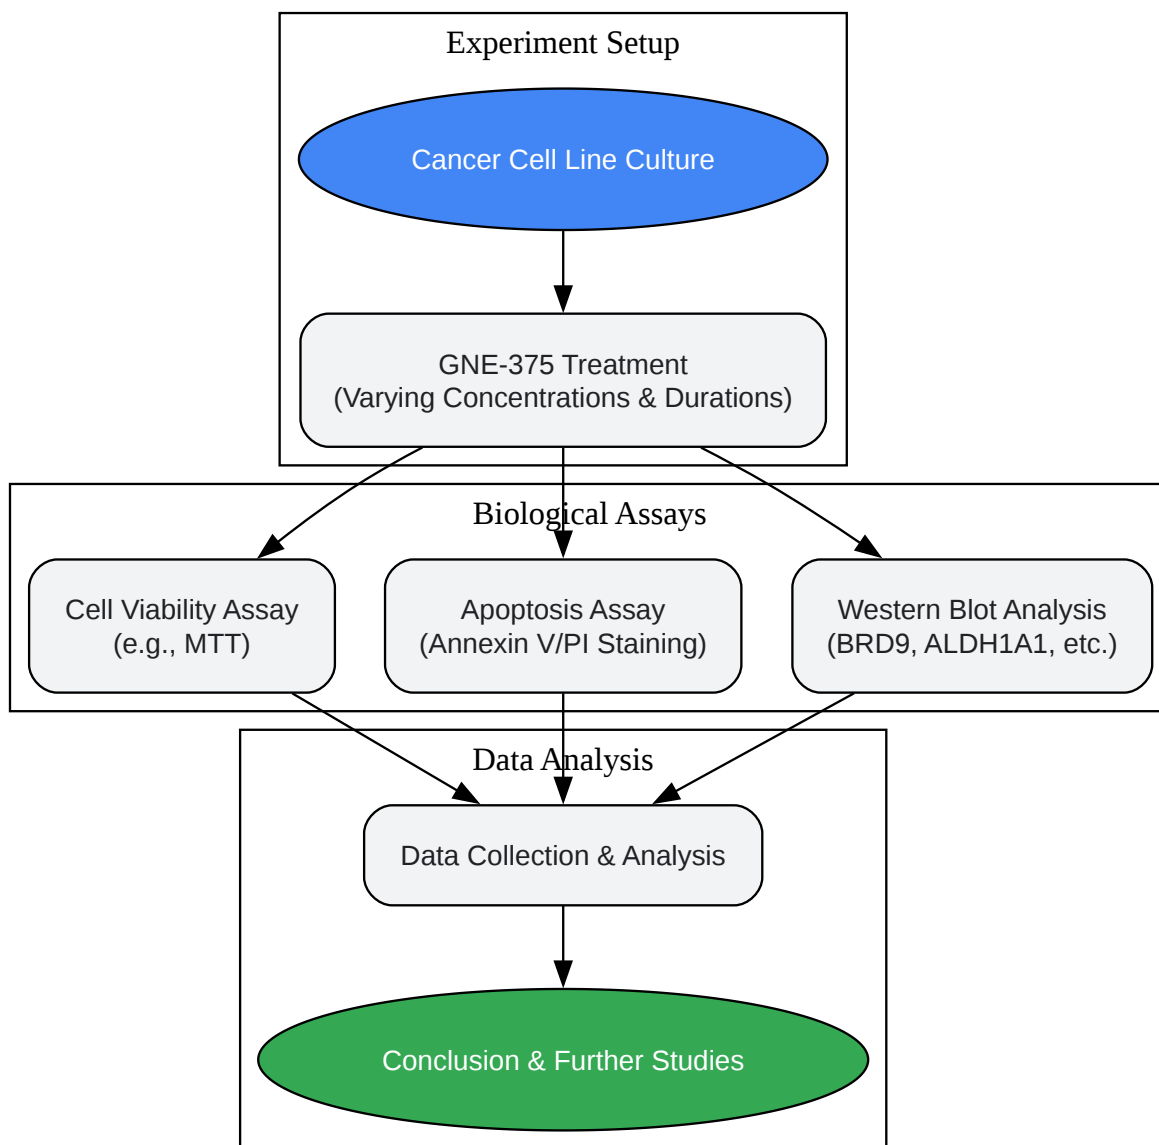 Experiment Setup
Cancer Cell Line Culture
GNE-375 Treatment
(Varying Concentrations & Durations)
Biological Assays
Cell Viability Assay
(e.g., MTT)
Apoptosis Assay
(Annexin V/PI Staining)
Western Blot Analysis
(BRD9, ALDH1A1, etc.)
Data Analysis
Data Collection & Analysis
Conclusion & Further Studies